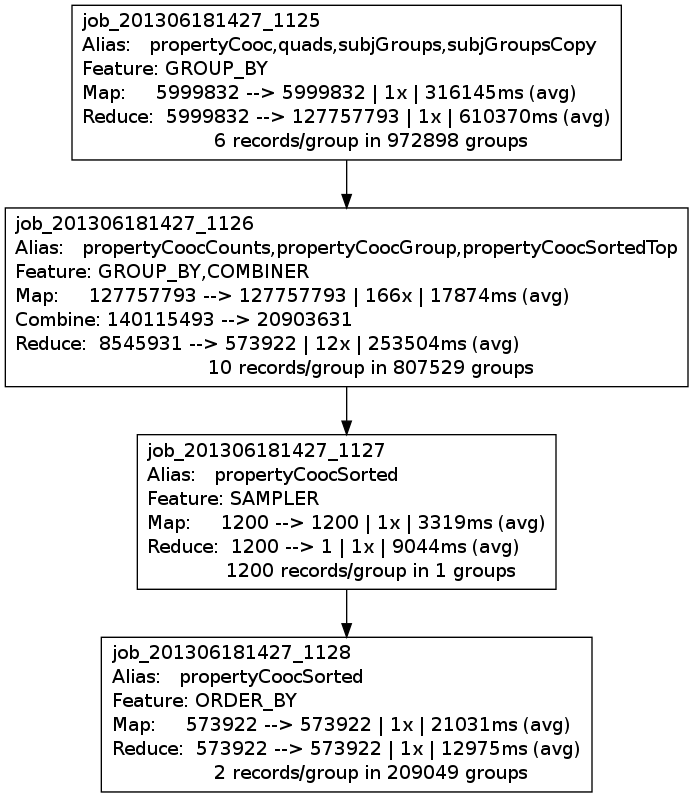 job_201306181427_1125
Alias: propertyCooc,quads,subjGroups,subjGroupsCopy
Feature: GROUP_BY
Map: 5999832 --> 5999832 | 1x | 316145ms (avg)
Reduce: 5999832 --> 127757793 | 1x | 610370ms (avg)
6 records/group in 972898 groups
job_201306181427_1126
Alias: propertyCoocCounts,propertyCoocGroup,propertyCoocSortedTop
Feature: GROUP_BY,COMBINER
Map: 127757793 --> 127757793 | 166x | 17874ms (avg)
Combine: 140115493 --> 20903631
Reduce: 8545931 --> 573922 | 12x | 253504ms (avg)
10 records/group in 807529 groups
job_201306181427_1127
Alias: propertyCoocSorted
Feature: SAMPLER
Map: 1200 --> 1200 | 1x | 3319ms (avg)
Reduce: 1200 --> 1 | 1x | 9044ms (avg)
1200 records/group in 1 groups
job_201306181427_1128
Alias: propertyCoocSorted
Feature: ORDER_BY
Map: 573922 --> 573922 | 1x | 21031ms (avg)
Reduce: 573922 --> 573922 | 1x | 12975ms (avg)
2 records/group in 209049 groups